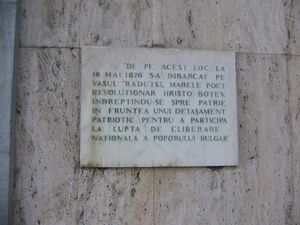 "DE PE ACEST LOC, LA
18 MAI 1876 S-A IMBARCAT PE
VASUL "RADETKI, MARELE POET
REVOLUTIONAR HRISTO BOTEV,
INDREPTINDU-SE SPRE PATRIE,
IN FRUNTEA UNUI DETASAMENT
PATRIOTIC, PENTRU A PARTICIPA
LA LUPTA DE ELIBERARE
NATIONALA A POPORULUI BULGAR"